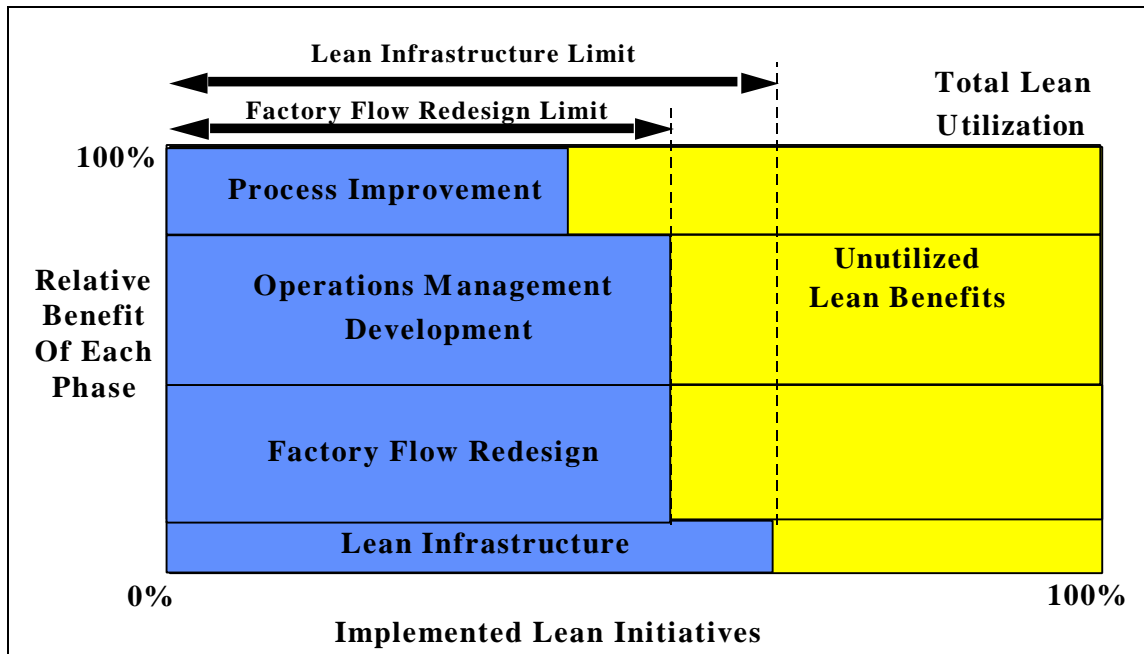 Lean Infrastructure Limit
Factory Flow Redesign Limit
Total Lean
Utilization
100%
Process Improvement
Operations Management
Development
Unutilized
Lean Benefits
Relative
Benefit
Of Each
Phase
Factory Flow Redesign
Lean Infrastructure
0%
100%
Implemented Lean Initiatives